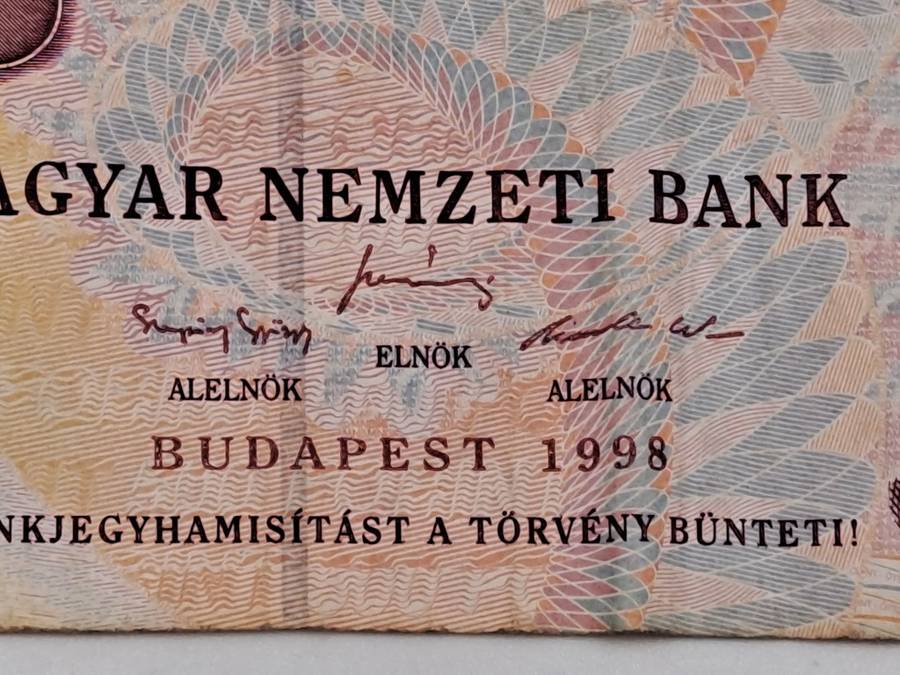 AGYAR NEMZETI BANK
ELNÖK
ALELNÖK ALELNÖK
BUDAPEST 1998
NKJEGYHAMISÍTÁST A TÖRVÉNY BÜNTETI!